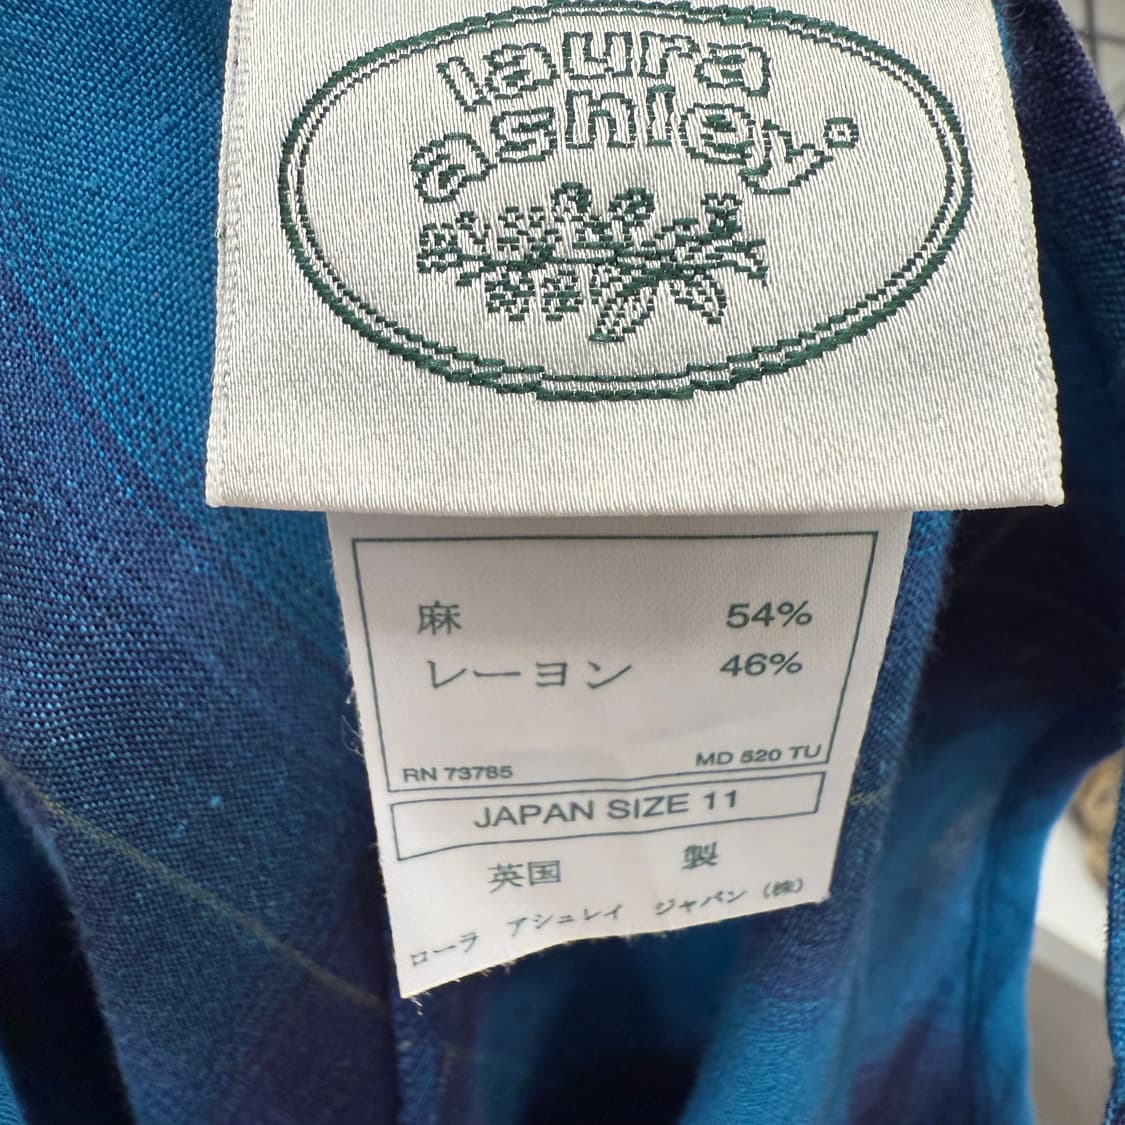 laura
ashley
麻 54%
レーヨン 46%
RN 73785 MD 520 TU
JAPAN SIZE 11
英国 製
ローラ アシュレイ ジャパン (株)